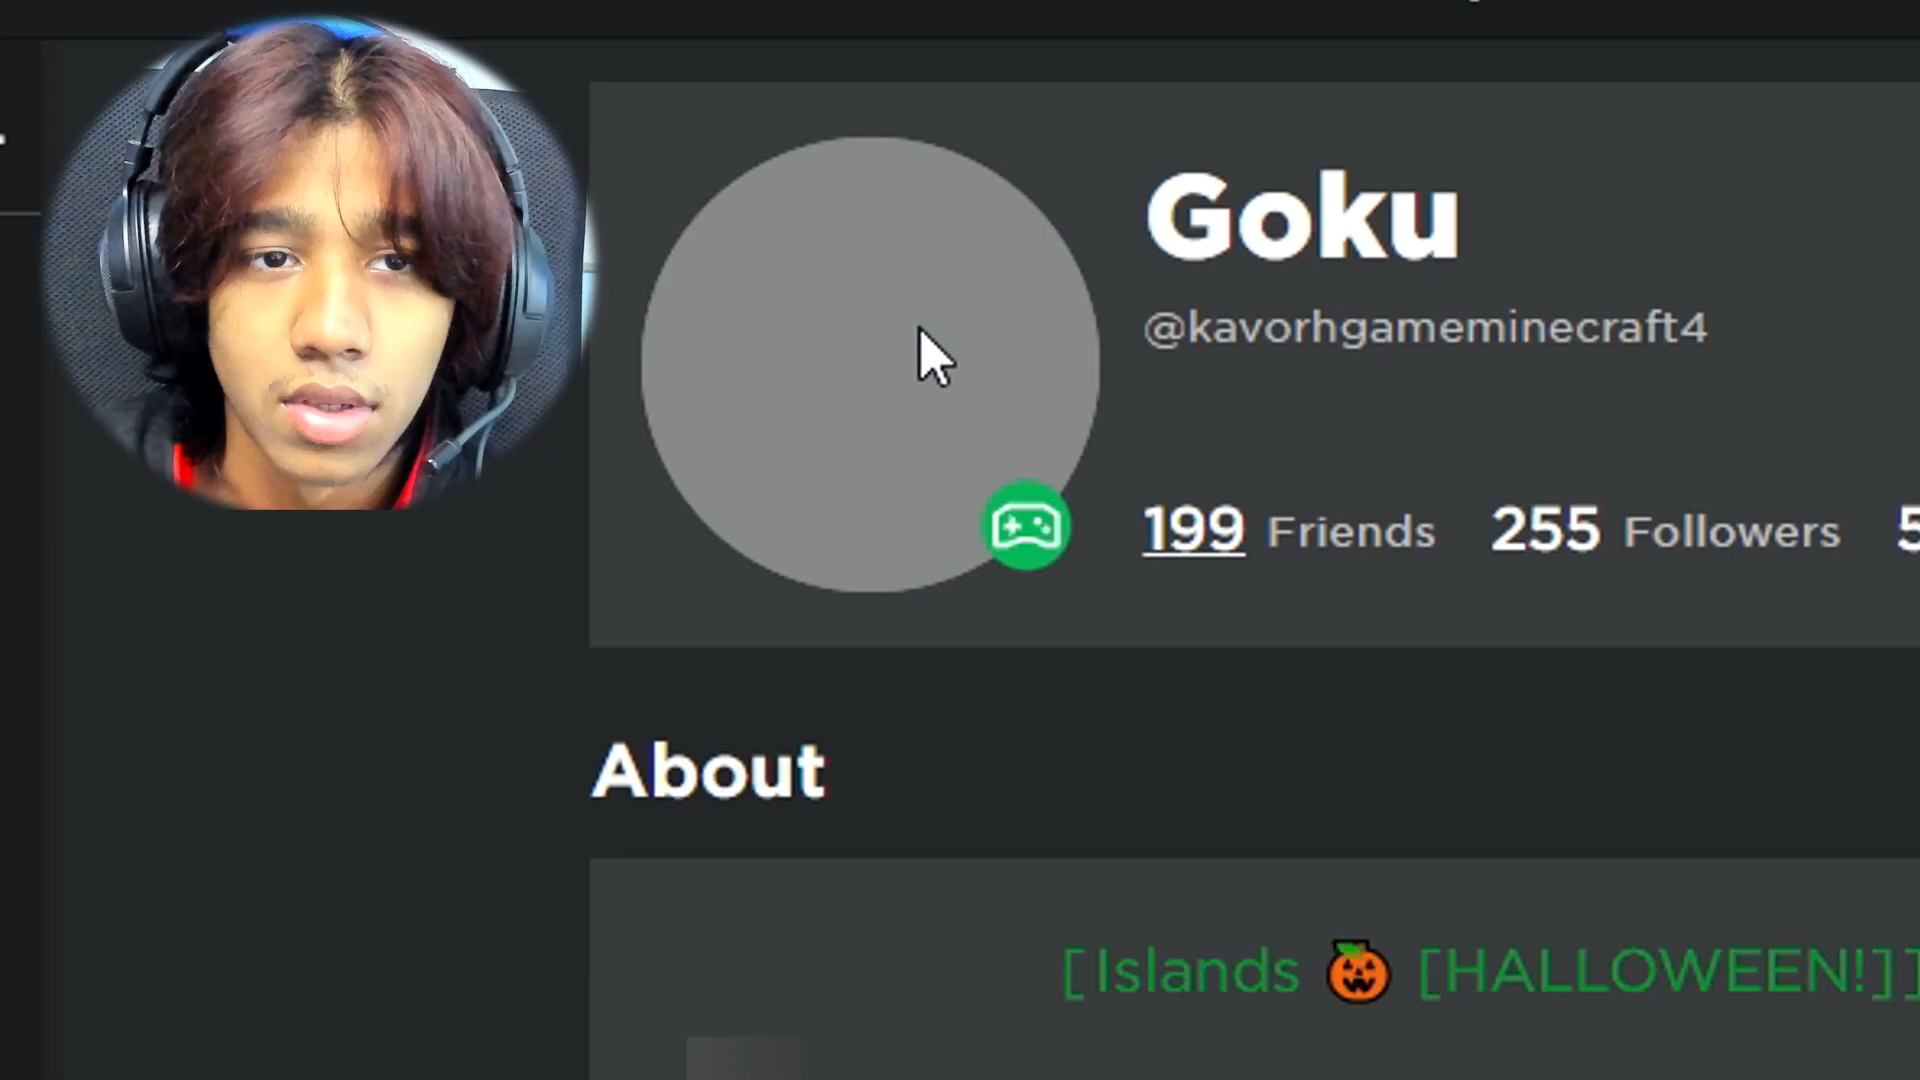 Goku
@kavorhgameminecraft4
199 Friends 255 Followers
About
[ Islands 🎃 [HALLOWEEN!] ]